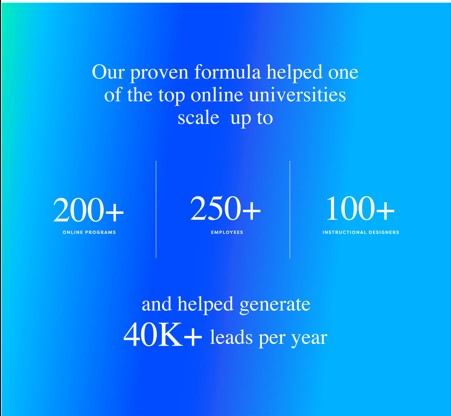 Our proven formula helped one
of the top online universities
scale up to
200+ 250+ 100+
ONLINE PROGRAMS EMPLOYEES INSTRUCTIONAL DESIGNERS
and helped generate
40K+ leads per year